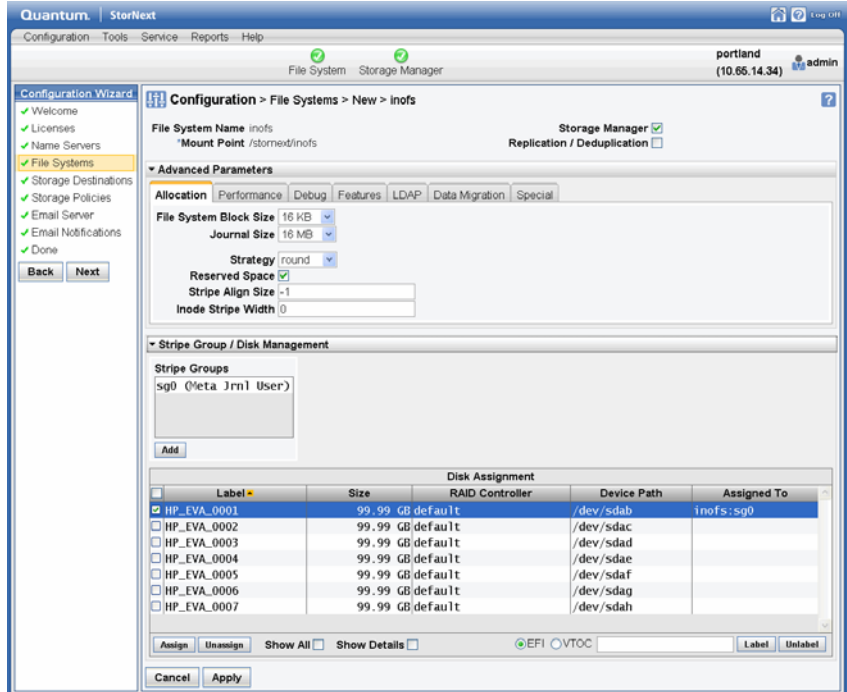 Quantum. | StorNext
Log Off
Configuration Tools Service Reports Help
File System Storage Manager
portland
(10.65.14.34)
admin
Configuration Wizard
Welcome
Licenses
Name Servers
File Systems
Storage Destinations
Storage Policies
Email Server
Email Notifications
Done
Back Next
Configuration > File Systems > New > inofs
?
File System Name inofs
*Mount Point /stornext/inofs
Storage Manager
Replication / Deduplication
Advanced Parameters
Allocation Performance Debug Features LDAP Data Migration Special
File System Block Size 16 KB
Journal Size 16 MB
Strategy round
Reserved Space
Stripe Align Size -1
Inode Stripe Width 0
Stripe Group / Disk Management
Stripe Groups
sg0 (Meta Jrnl User)
Add
Disk Assignment
Label Size RAID Controller Device Path Assigned To
HP_EVA_0001 99.99 GB default /dev/sdab inofs:sg0
HP_EVA_0002 99.99 GB default /dev/sdac
HP_EVA_0003 99.99 GB default /dev/sdad
HP_EVA_0004 99.99 GB default /dev/sdae
HP_EVA_0005 99.99 GB default /dev/sdaf
HP_EVA_0006 99.99 GB default /dev/sdag
HP_EVA_0007 99.99 GB default /dev/sdah
Assign Unassign Show All Show Details EFI VTOC Label Unlabel
Cancel Apply